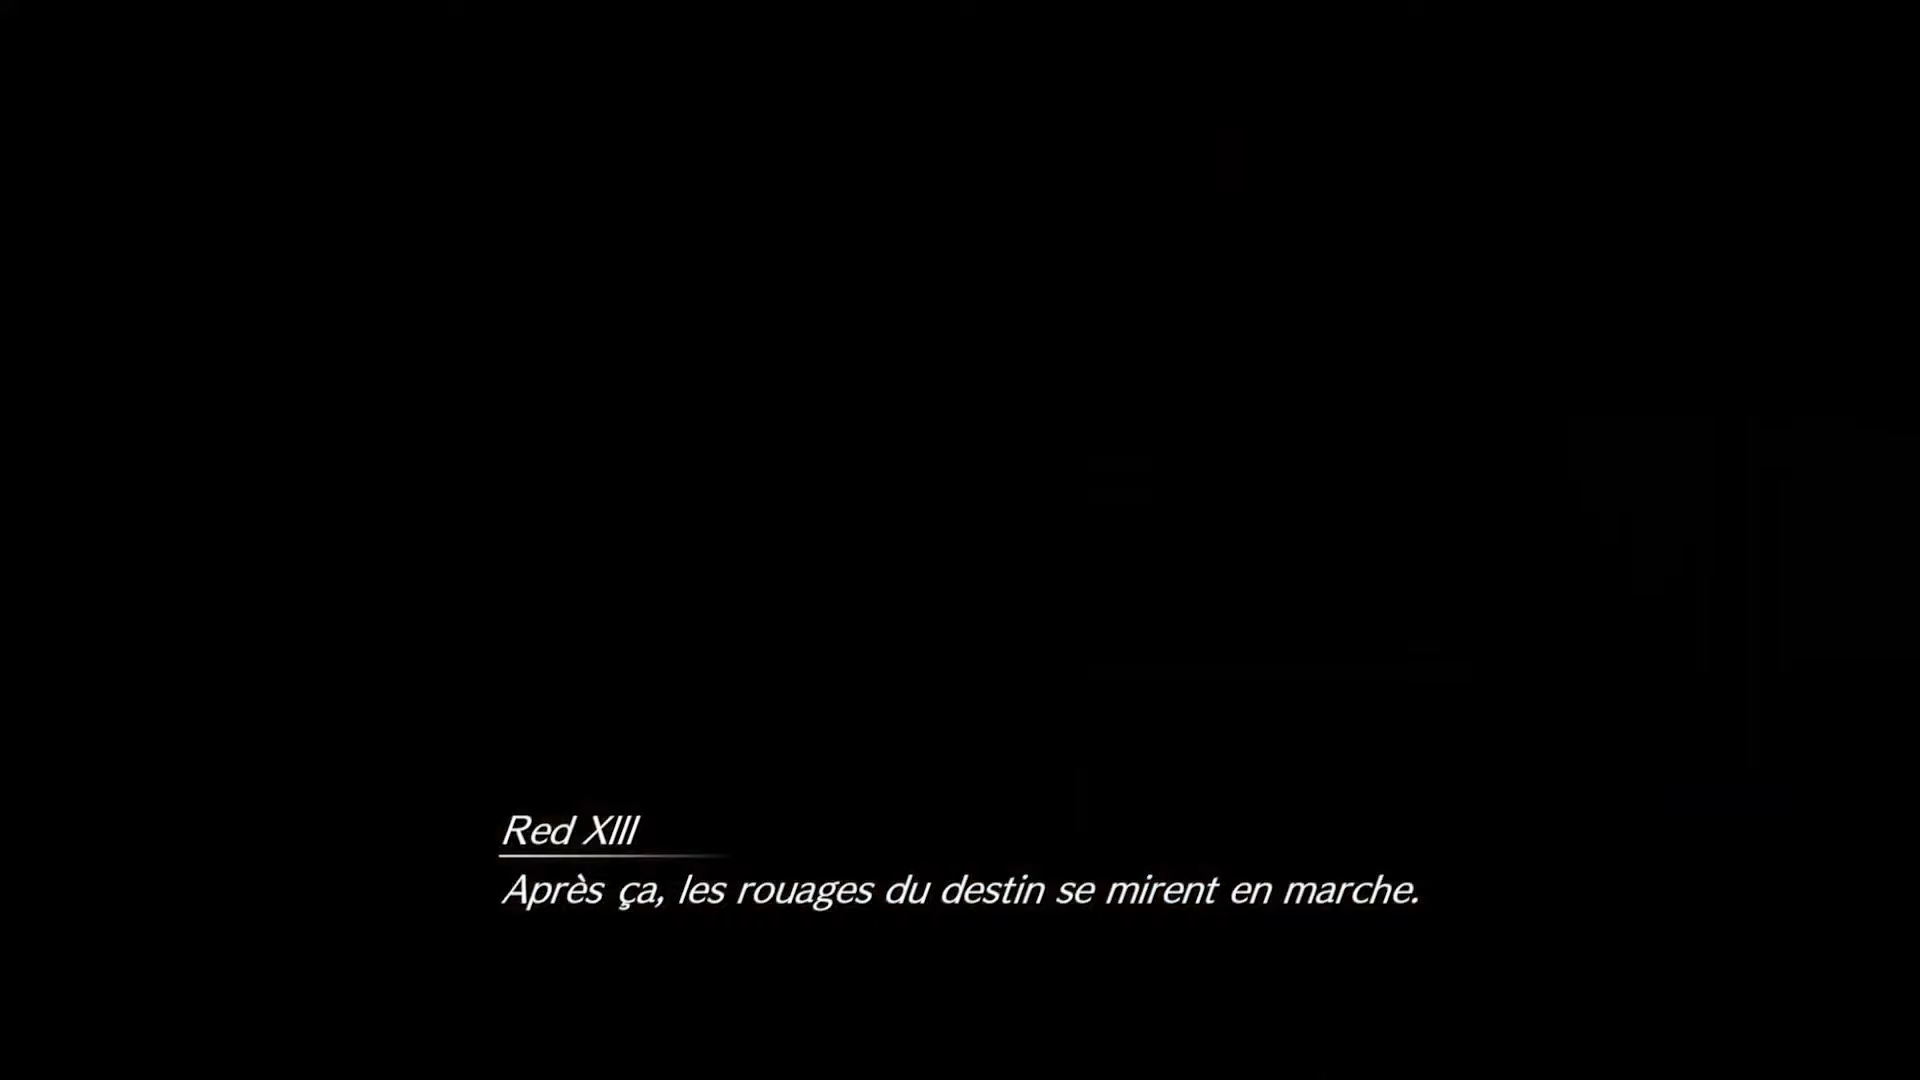 Red XIII
Après ça, les rouages du destin se mirent en marche.